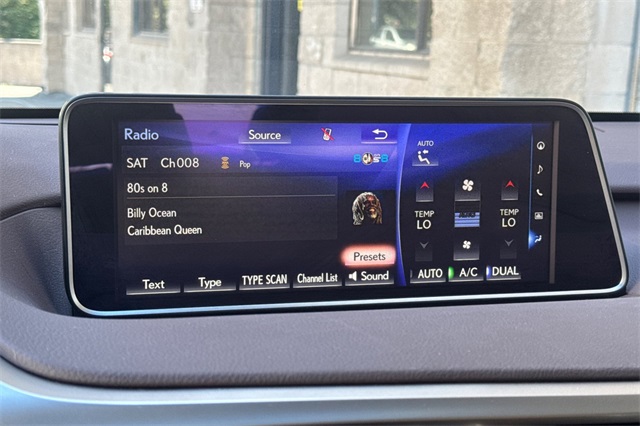 Radio
Source
SAT Ch008 Pop
80s on 8
Billy Ocean
Caribbean Queen
Presets
Text Type TYPE SCAN Channel List Sound
AUTO
TEMP LO
TEMP LO
AUTO A/C DUAL